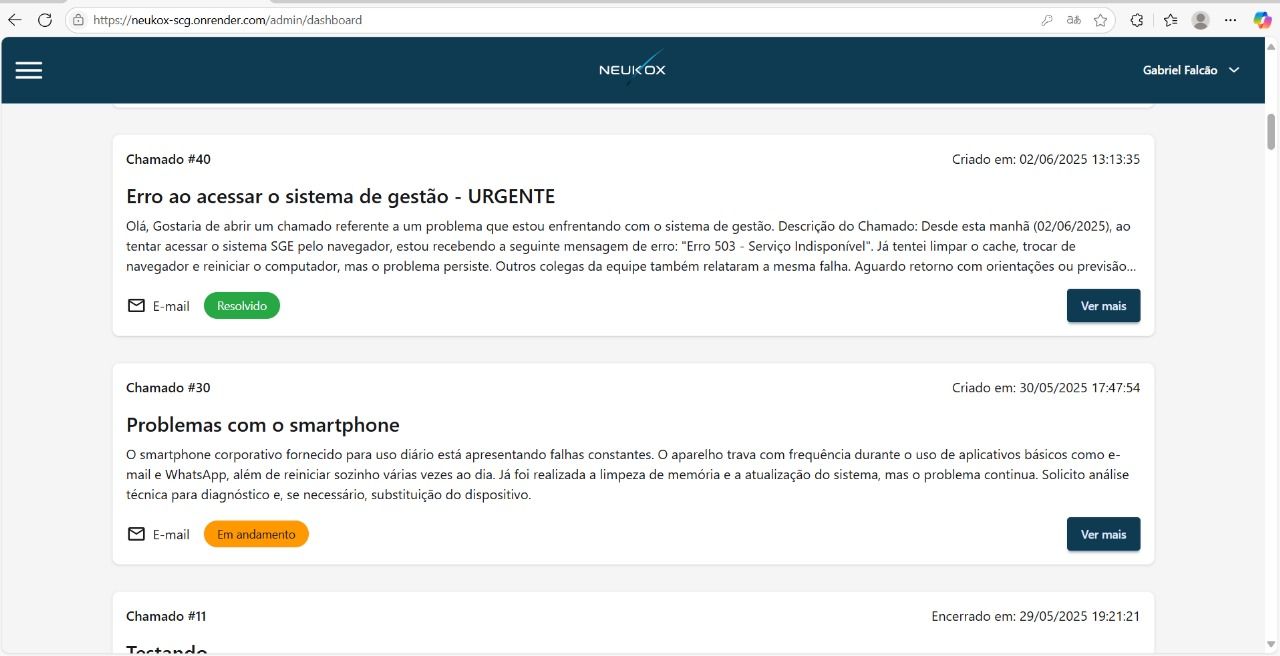 https://neukox-scg.onrender.com/admin/dashboard
NEUKOX
Gabriel Falcão
Chamado #40
Criado em: 02/06/2025 13:13:35
Erro ao acessar o sistema de gestão - URGENTE
Olá, Gostaria de abrir um chamado referente a um problema que estou enfrentando com o sistema de gestão. Descrição do Chamado: Desde esta manhã (02/06/2025), ao
tentar acessar o sistema SGE pelo navegador, estou recebendo a seguinte mensagem de erro: "Erro 503 - Serviço Indisponível". Já tentei limpar o cache, trocar de
navegador e reiniciar o computador, mas o problema persiste. Outros colegas da equipe também relataram a mesma falha. Aguardo retorno com orientações ou previsão...
E-mail
Resolvido
Ver mais
Chamado #30
Criado em: 30/05/2025 17:47:54
Problemas com o smartphone
O smartphone corporativo fornecido para uso diário está apresentando falhas constantes. O aparelho trava com frequência durante o uso de aplicativos básicos como e-
mail e WhatsApp, além de reiniciar sozinho várias vezes ao dia. Já foi realizada a limpeza de memória e a atualização do sistema, mas o problema continua. Solicito análise
técnica para diagnóstico e, se necessário, substituição do dispositivo.
E-mail
Em andamento
Ver mais
Chamado #11
Encerrado em: 29/05/2025 19:21:21
Testando